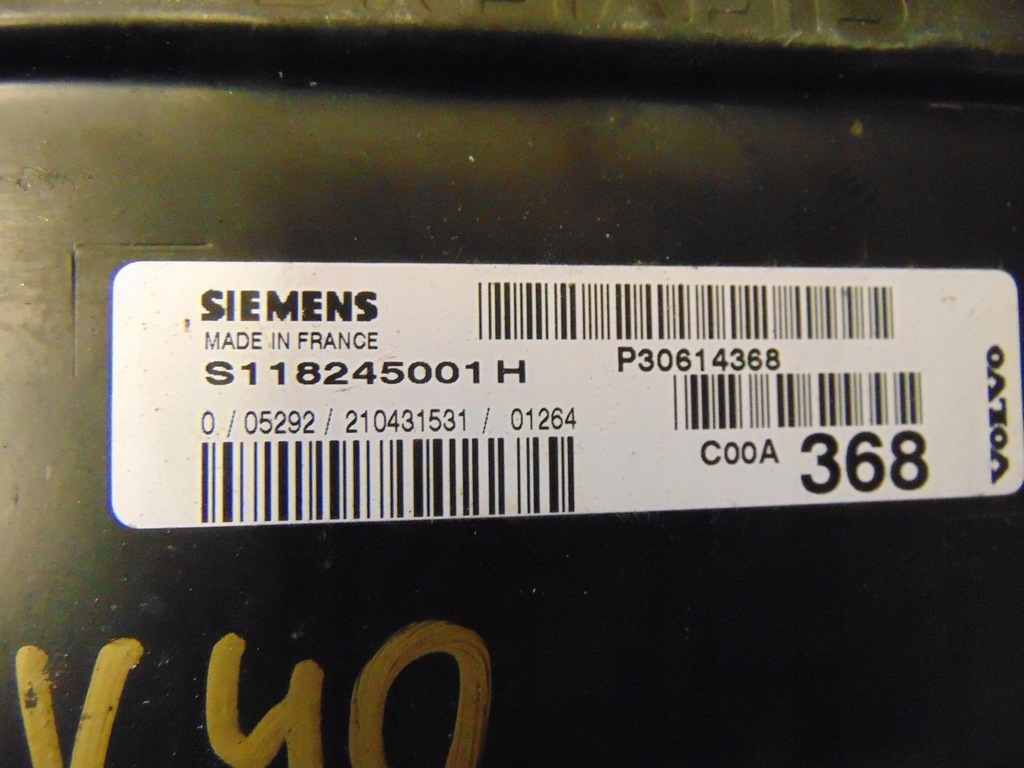 SIEMENS
MADE IN FRANCE
S118245001 H
0 / 05292 / 210431531 / 01264
P30614368
C00A 368
VOLVO
V40